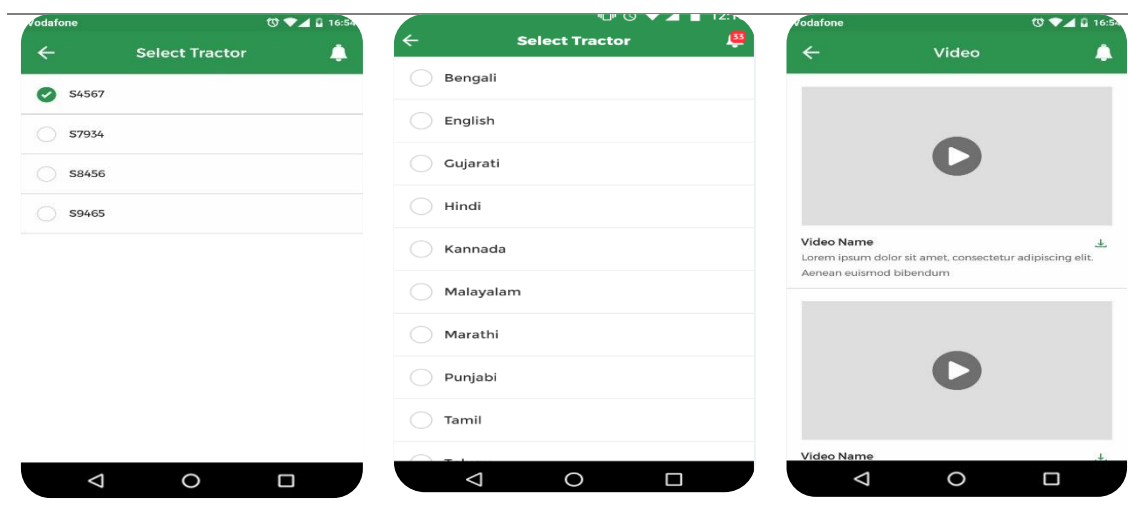 vodafone 16:54
Select Tractor
S4567
S7934
S8456
S9465
Select Tractor 33
Bengali
English
Gujarati
Hindi
Kannada
Malayalam
Marathi
Punjabi
Tamil
vodafone 16:54
Video
Video Name
Lorem ipsum dolor sit amet, consectetur adipiscing elit.
Aenean euismod bibendum
Video Name